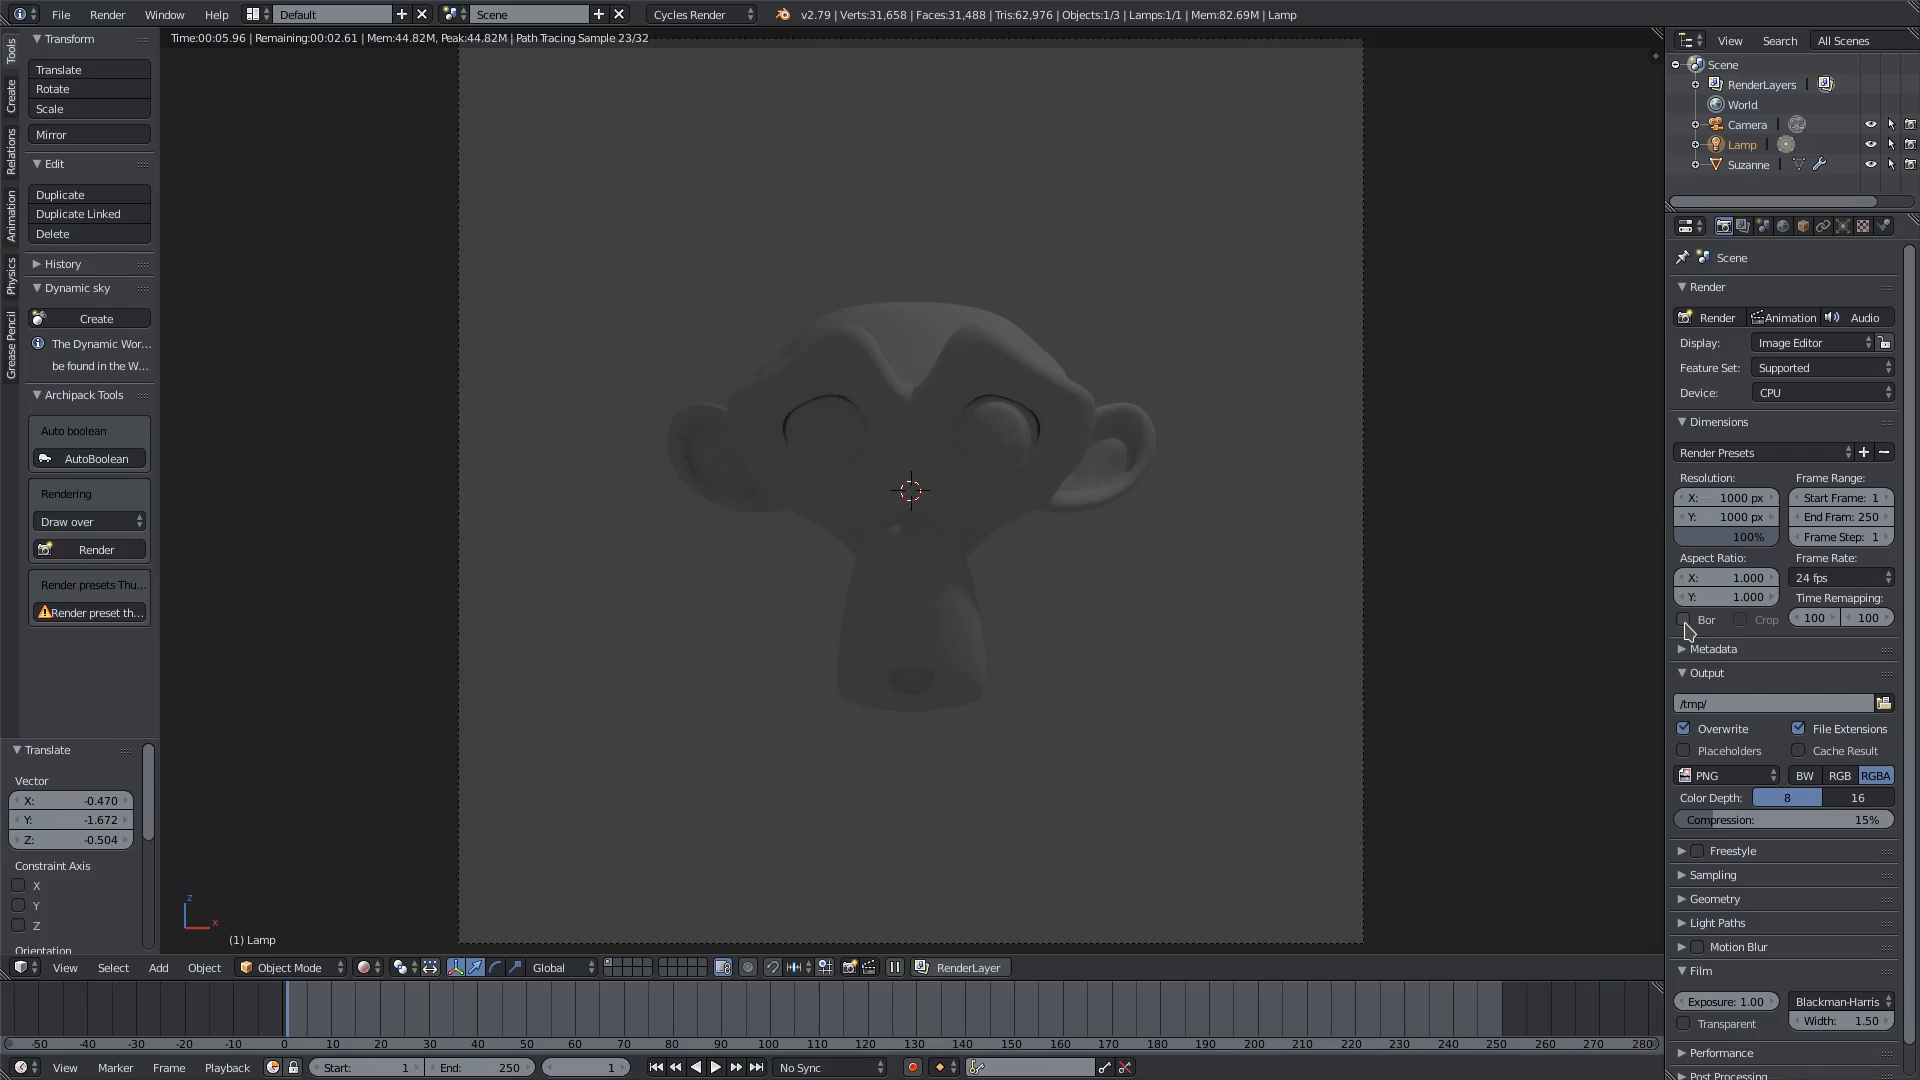 File Render Window Help Default Scene Cycles Render v2.79 | Verts:31,658 | Faces:31,488 | Tris:62,976 | Objects:1/3 | Lamps:1/1 | Mem:82.69M | Lamp
Time:00:05.96 | Remaining:00:02.61 | Mem:44.82M, Peak:44.82M | Path Tracing Sample 23/32
Tools
Create
Relations
Animation
Physics
Grease Pencil
Transform
Translate
Rotate
Scale
Mirror
Edit
Duplicate
Duplicate Linked
Delete
History
Dynamic sky
Create
The Dynamic Wor...
be found in the W...
Archipack Tools
Auto boolean
AutoBoolean
Rendering
Draw over
Render
Render presets Thu...
Render preset th...
Translate
Vector
X: -0.470
Y: -1.672
Z: -0.504
Constraint Axis
X
Y
Z
Orientation
z
x
(1) Lamp
View Select Add Object Object Mode Global RenderLayer
-50 -40 -30 -20 -10 0 10 20 30 40 50 60 70 80 90 100 110 120 130 140 150 160 170 180 190 200 210 220 230 240 250 260 270 280
View Marker Frame Playback Start: 1 End: 250 1 No Sync
View Search All Scenes
Scene
RenderLayers
World
Camera
Lamp
Suzanne
Scene
Render
Render Animation Audio
Display: Image Editor
Feature Set: Supported
Device: CPU
Dimensions
Render Presets
Resolution: Frame Range:
X: 1000 px Start Frame: 1
Y: 1000 px End Fram: 250
100% Frame Step: 1
Aspect Ratio: Frame Rate:
X: 1.000 24 fps
Y: 1.000 Time Remapping:
Bor Crop 100 100
Metadata
Output
/tmp/
Overwrite File Extensions
Placeholders Cache Result
PNG BW RGB RGBA
Color Depth: 8 16
Compression: 15%
Freestyle
Sampling
Geometry
Light Paths
Motion Blur
Film
Exposure: 1.00 Blackman-Harris
Transparent Width: 1.50
Performance
Post Processing